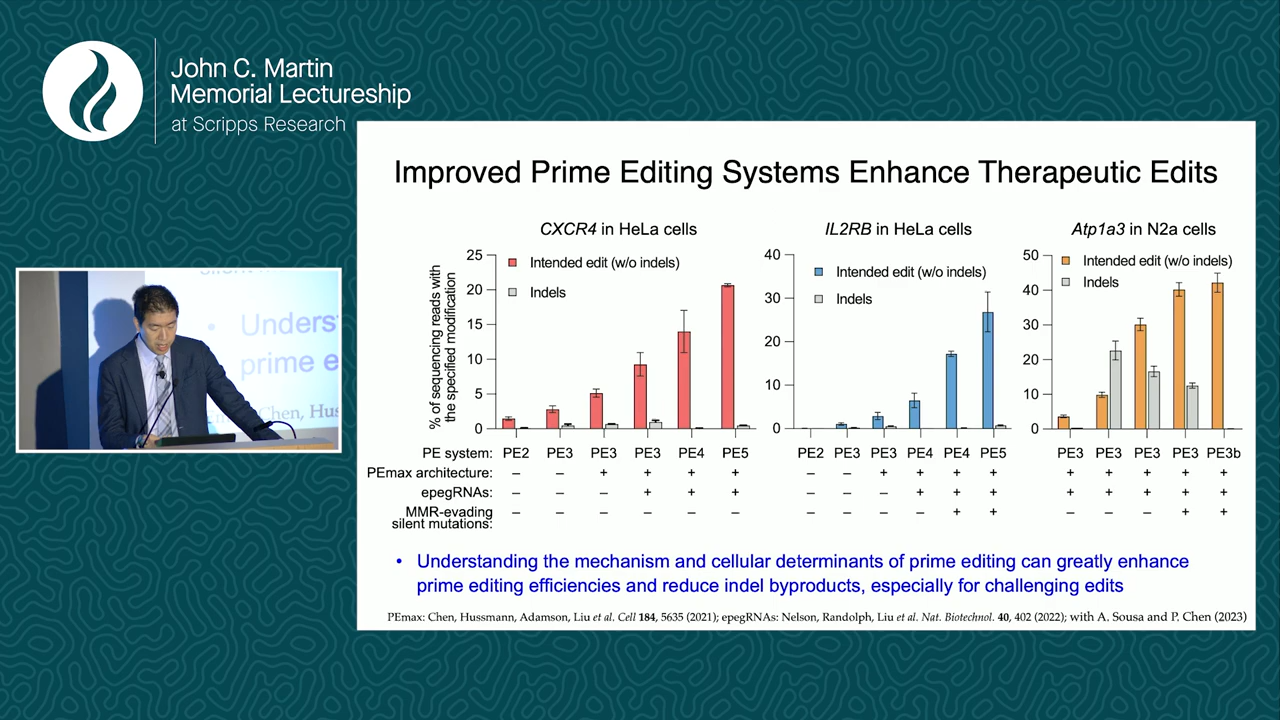 John C. Martin
Memorial Lectureship
at Scripps Research
Improved Prime Editing Systems Enhance Therapeutic Edits
CXCR4 in HeLa cells
% of sequencing reads with
the specified modification
25
20
15
10
5
0
Intended edit (w/o indels)
Indels
IL2RB in HeLa cells
40
30
20
10
0
Intended edit (w/o indels)
Indels
Atp1a3 in N2a cells
50
40
30
20
10
0
Intended edit (w/o indels)
Indels
PE system: PE2 PE3 PE3 PE3 PE4 PE5 PE2 PE3 PE3 PE4 PE4 PE5 PE3 PE3 PE3 PE3 PE3b
PEmax architecture: – – + + + + – – + + + + + + + + +
epegRNAs: – – – + + + – – – + + + + + + + +
MMR-evading
silent mutations: – – – – – – – – – – + + – – – + +
• Understanding the mechanism and cellular determinants of prime editing can greatly enhance
prime editing efficiencies and reduce indel byproducts, especially for challenging edits
PEmax: Chen, Hussmann, Adamson, Liu et al. Cell 184, 5635 (2021); epegRNAs: Nelson, Randolph, Liu et al. Nat. Biotechnol. 40, 402 (2022); with A. Sousa and P. Chen (2023)
• Unders
prime e
Chen, Hus